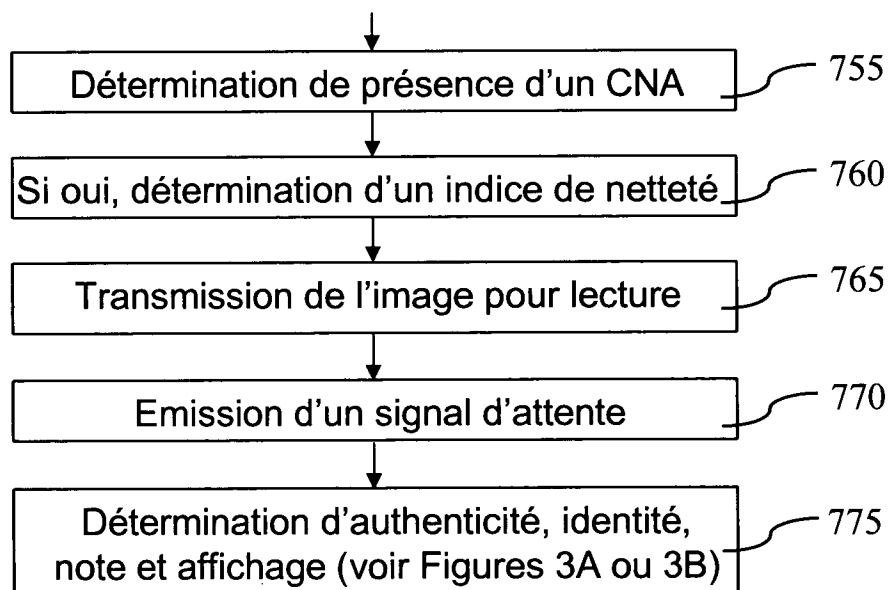 Détermination de présence d'un CNA 755
Si oui, détermination d'un indice de netteté 760
Transmission de l'image pour lecture 765
Emission d'un signal d'attente 770
Détermination d'authenticité, identité,
note et affichage (voir Figures 3A ou 3B) 775